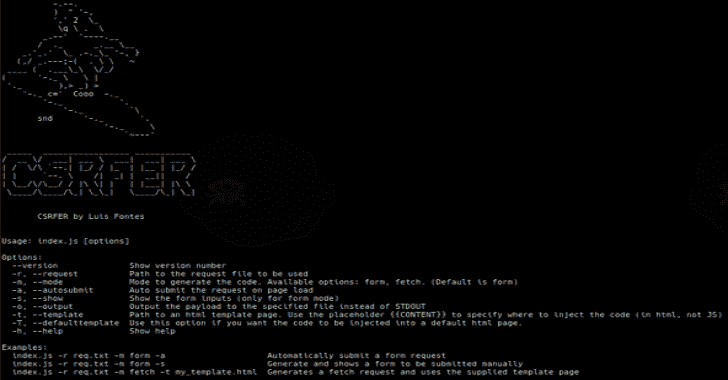 snd
CSRFER
CSRFER by Luis Fontes
Usage: index.js [options]
Options:
--version Show version number
-r, --request Path to the request file to be used
-m, --mode Mode to generate the code. Available options: form, fetch. (Default is form)
-a, --autosubmit Auto submit the request on page load
-s, --show Show the form inputs (only for form mode)
-o, --output Output the payload to the specified file instead of STDOUT
-t, --template Path to an html template page. Use the placeholder {{CONTENT}} to specify where to inject the code (in html, not JS)
-T, --defaulttemplate Use this option if you want the code to be injected into a default html page.
-h, --help Show help
Examples:
index.js -r req.txt -m form -a Automatically submit a form request
index.js -r req.txt -m form -s Generate and shows a form to be submitted manually
index.js -r req.txt -m fetch -t my_template.html Generates a fetch request and uses the supplied template page